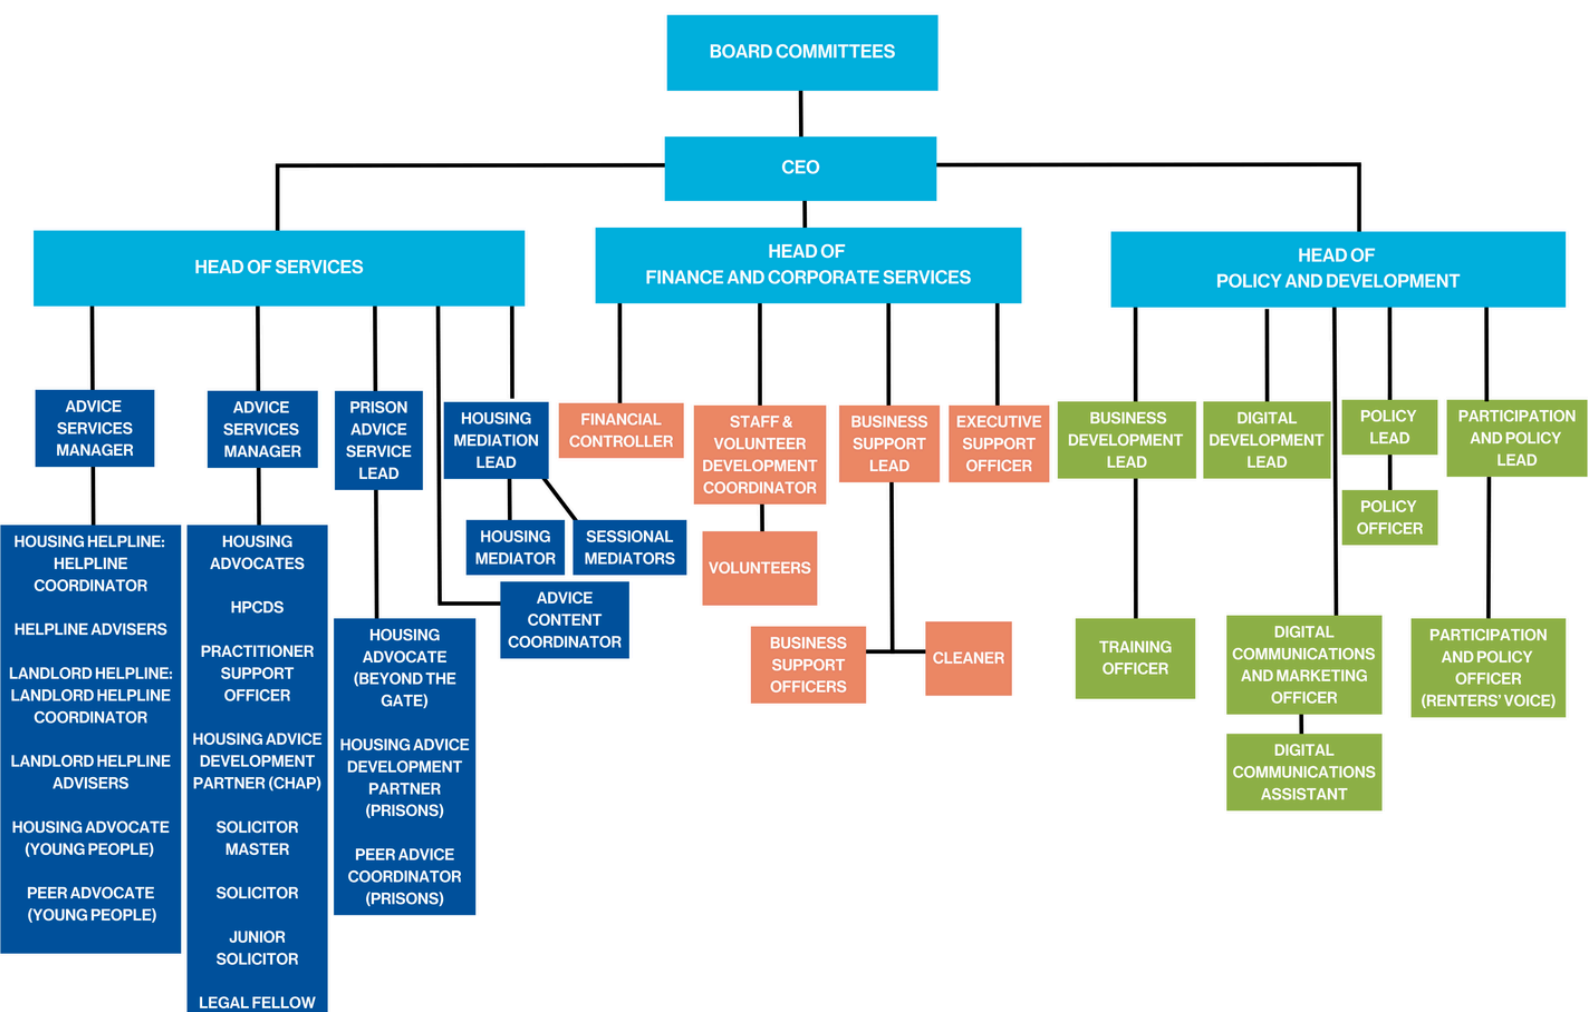 BOARD COMMITTEES
CEO
HEAD OF SERVICES
HEAD OF
FINANCE AND CORPORATE SERVICES
HEAD OF
POLICY AND DEVELOPMENT
ADVICE
SERVICES
MANAGER
ADVICE
SERVICES
MANAGER
PRISON
ADVICE
SERVICE
LEAD
HOUSING
MEDIATION
LEAD
FINANCIAL
CONTROLLER
STAFF &
VOLUNTEER
DEVELOPMENT
COORDINATOR
BUSINESS
SUPPORT
LEAD
EXECUTIVE
SUPPORT
OFFICER
BUSINESS
DEVELOPMENT
LEAD
DIGITAL
DEVELOPMENT
LEAD
POLICY
LEAD
PARTICIPATION
AND POLICY
LEAD
POLICY
OFFICER
HOUSING HELPLINE:
HELPLINE
COORDINATOR
HELPLINE ADVISERS
LANDLORD HELPLINE:
LANDLORD HELPLINE
COORDINATOR
LANDLORD HELPLINE
ADVISERS
HOUSING ADVOCATE
(YOUNG PEOPLE)
PEER ADVOCATE
(YOUNG PEOPLE)
HOUSING
ADVOCATES
HPCDS
PRACTITIONER
SUPPORT
OFFICER
HOUSING ADVICE
DEVELOPMENT
PARTNER (CHAP)
SOLICITOR
MASTER
SOLICITOR
JUNIOR
SOLICITOR
LEGAL FELLOW
HOUSING
ADVOCATE
(BEYOND THE
GATE)
HOUSING ADVICE
DEVELOPMENT
PARTNER
(PRISONS)
PEER ADVICE
COORDINATOR
(PRISONS)
HOUSING
MEDIATOR
SESSIONAL
MEDIATORS
ADVICE
CONTENT
COORDINATOR
VOLUNTEERS
BUSINESS
SUPPORT
OFFICERS
CLEANER
TRAINING
OFFICER
DIGITAL
COMMUNICATIONS
AND MARKETING
OFFICER
DIGITAL
COMMUNICATIONS
ASSISTANT
PARTICIPATION
AND POLICY
OFFICER
(RENTERS' VOICE)